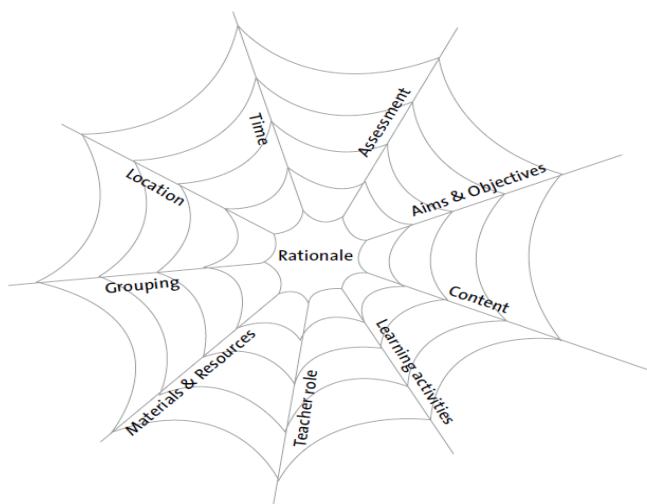 Rationale
Aims & Objectives
Content
Learning activities
Teacher role
Materials & Resources
Grouping
Location
Time
Assessment